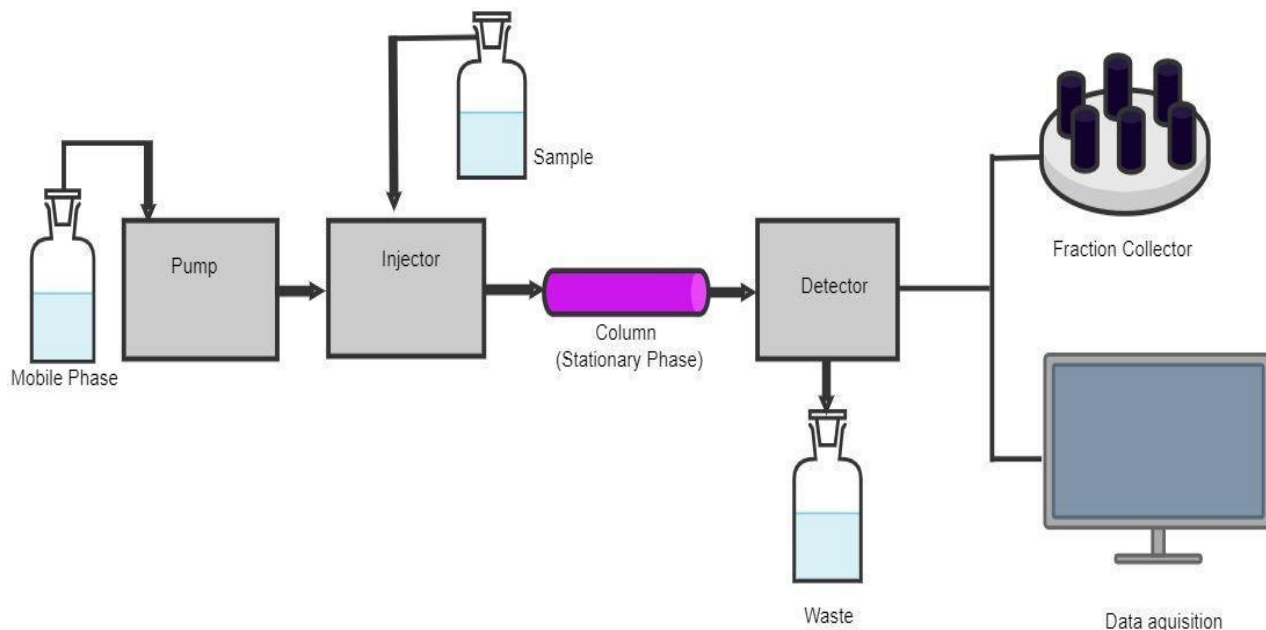 Sample
Pump
Injector
Detector
Fraction Collector
Column
(Stationary Phase)
Mobile Phase
Waste
Data aquisition